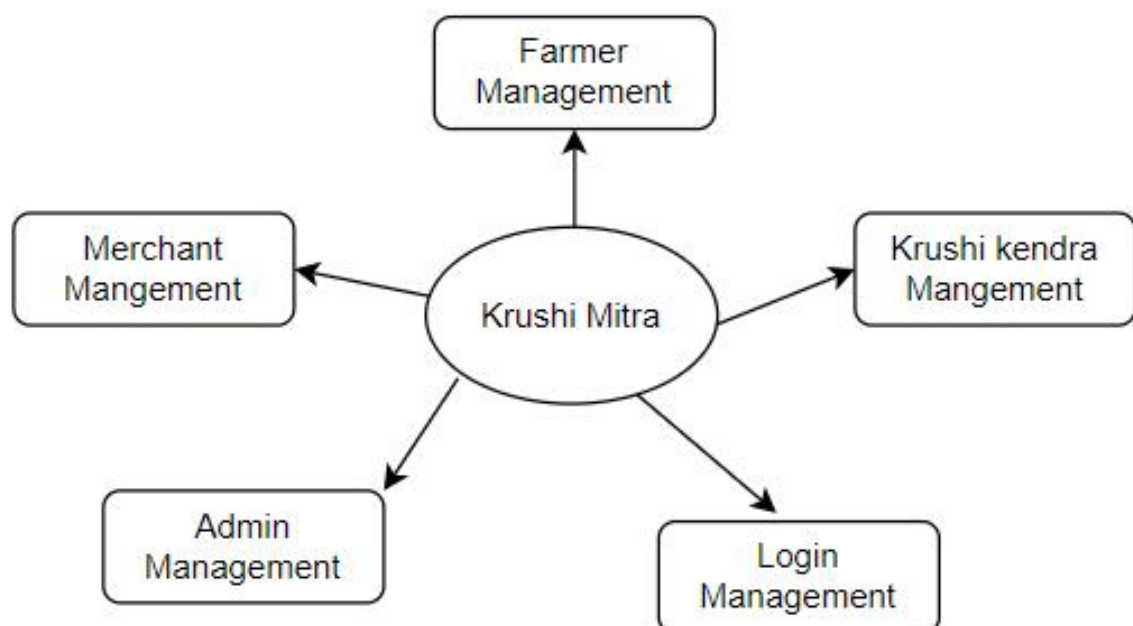 Farmer
Management
Merchant
Mangement
Krushi kendra
Mangement
Krushi Mitra
Admin
Management
Login
Management